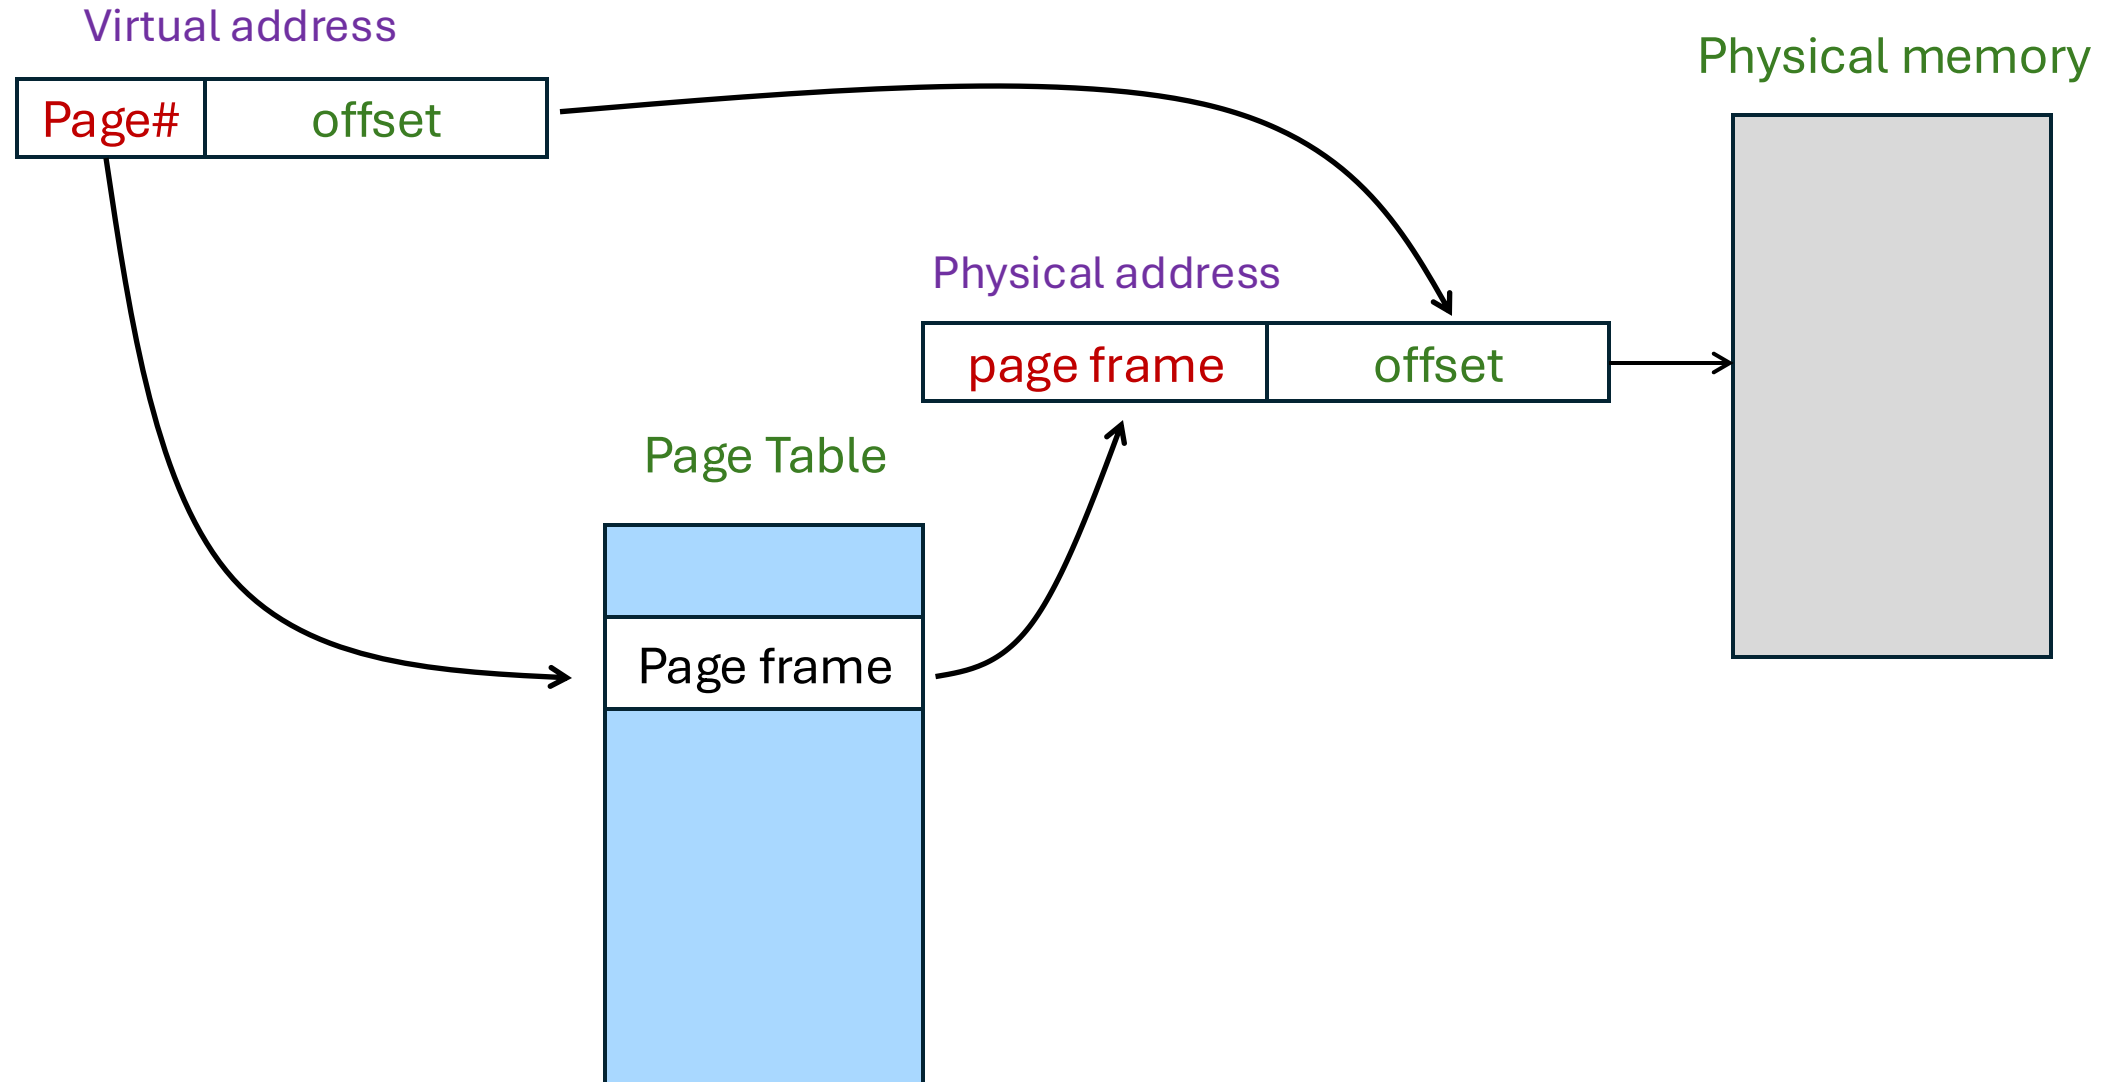 Virtual address
Physical memory
Page# offset
Physical address
page frame offset
Page Table
Page frame